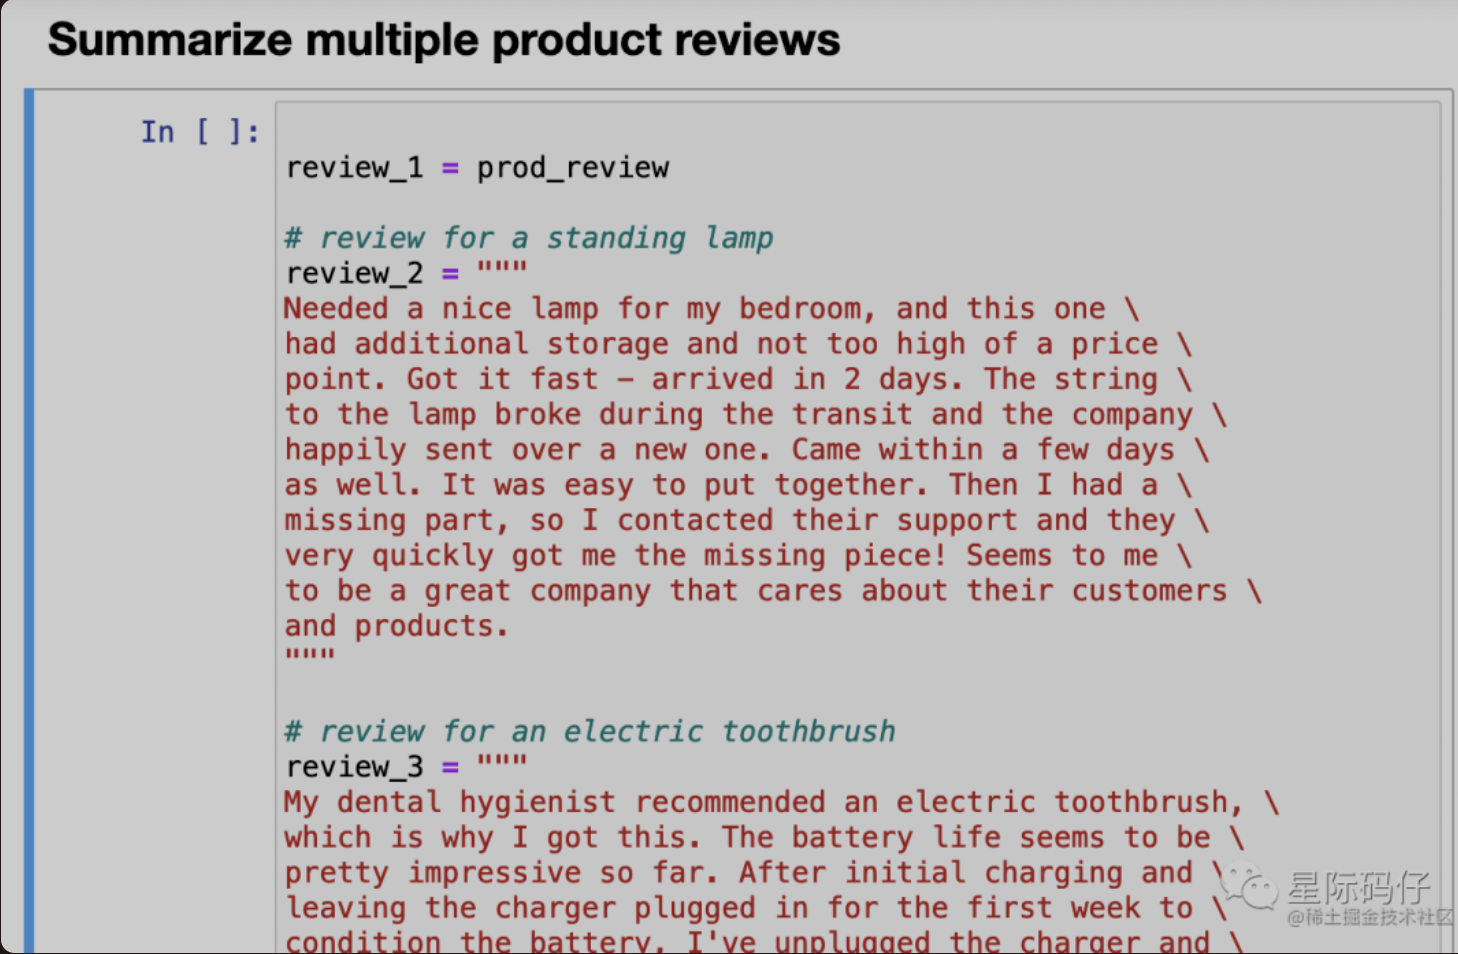 Summarize multiple product reviews
In [ ]:
review_1 = prod_review
# review for a standing lamp
review_2 = """
Needed a nice lamp for my bedroom, and this one \
had additional storage and not too high of a price \
point. Got it fast – arrived in 2 days. The string \
to the lamp broke during the transit and the company \
happily sent over a new one. Came within a few days \
as well. It was easy to put together. Then I had a \
missing part, so I contacted their support and they \
very quickly got me the missing piece! Seems to me \
to be a great company that cares about their customers \
and products.
"""
# review for an electric toothbrush
review_3 = """
My dental hygienist recommended an electric toothbrush, \
which is why I got this. The battery life seems to be \
pretty impressive so far. After initial charging and \
leaving the charger plugged in for the first week to \
condition the battery, I've unplugged the charger and \
星际码仔
@稀土掘金技术社区